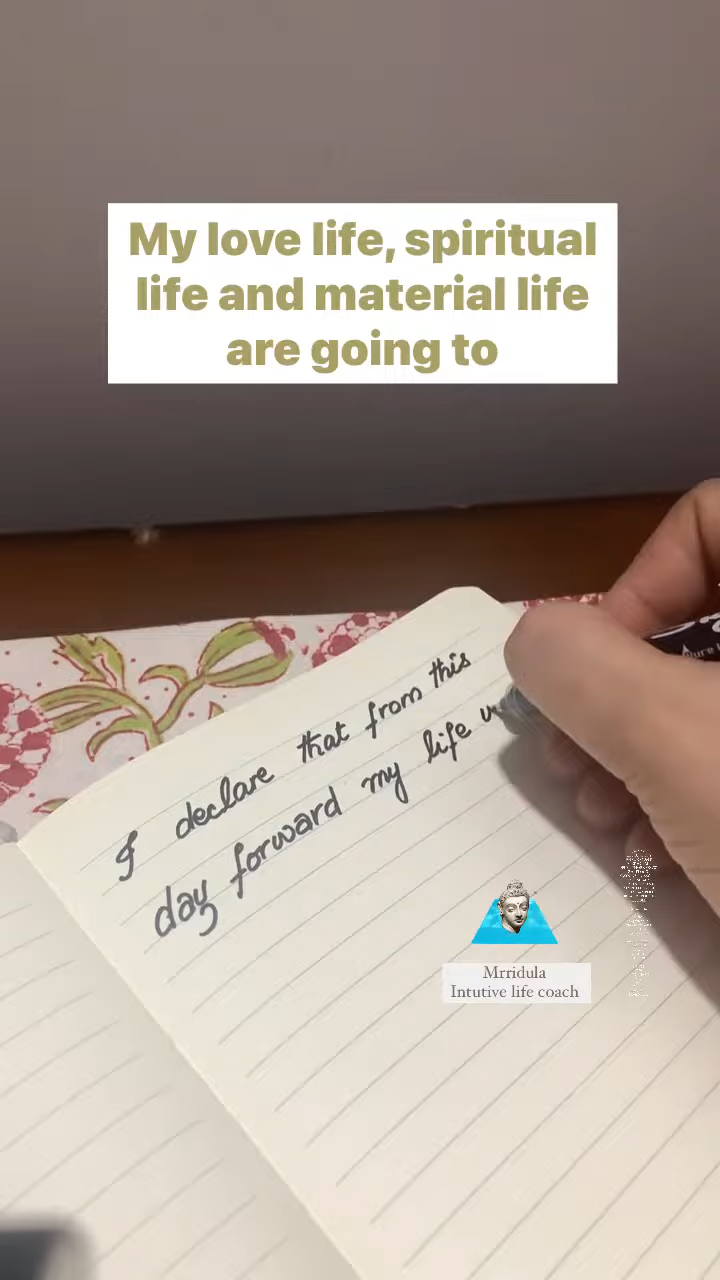 My love life, spiritual
life and material life
are going to
I declare that from this
day forward my life
Mrridula
Intutive life coach